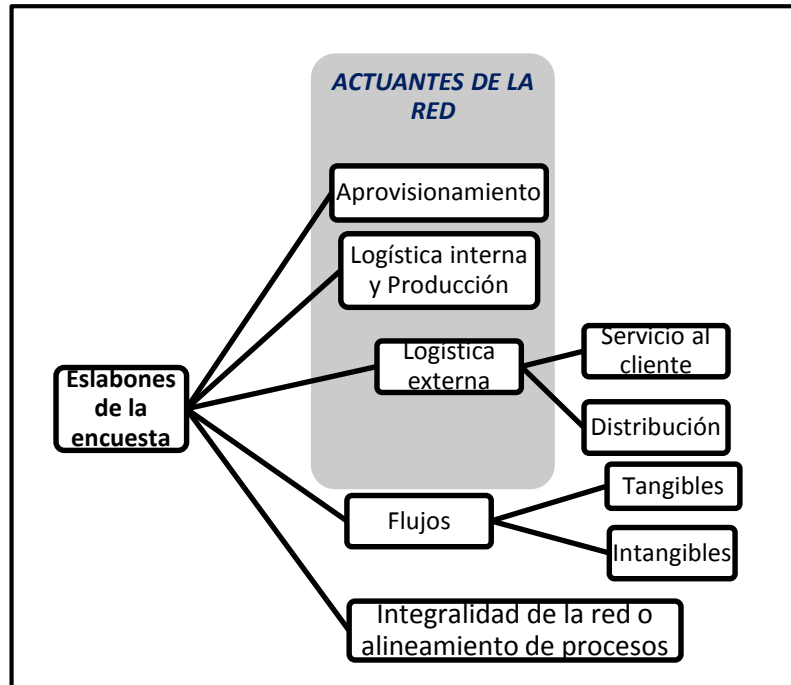 ACTUANTES DE LA
RED
Aprovisionamiento
Logística interna
y Producción
Logística
externa
Servicio al
cliente
Distribución
Eslabones
de la
encuesta
Flujos
Tangibles
Intangibles
Integralidad de la red o
alineamiento de procesos